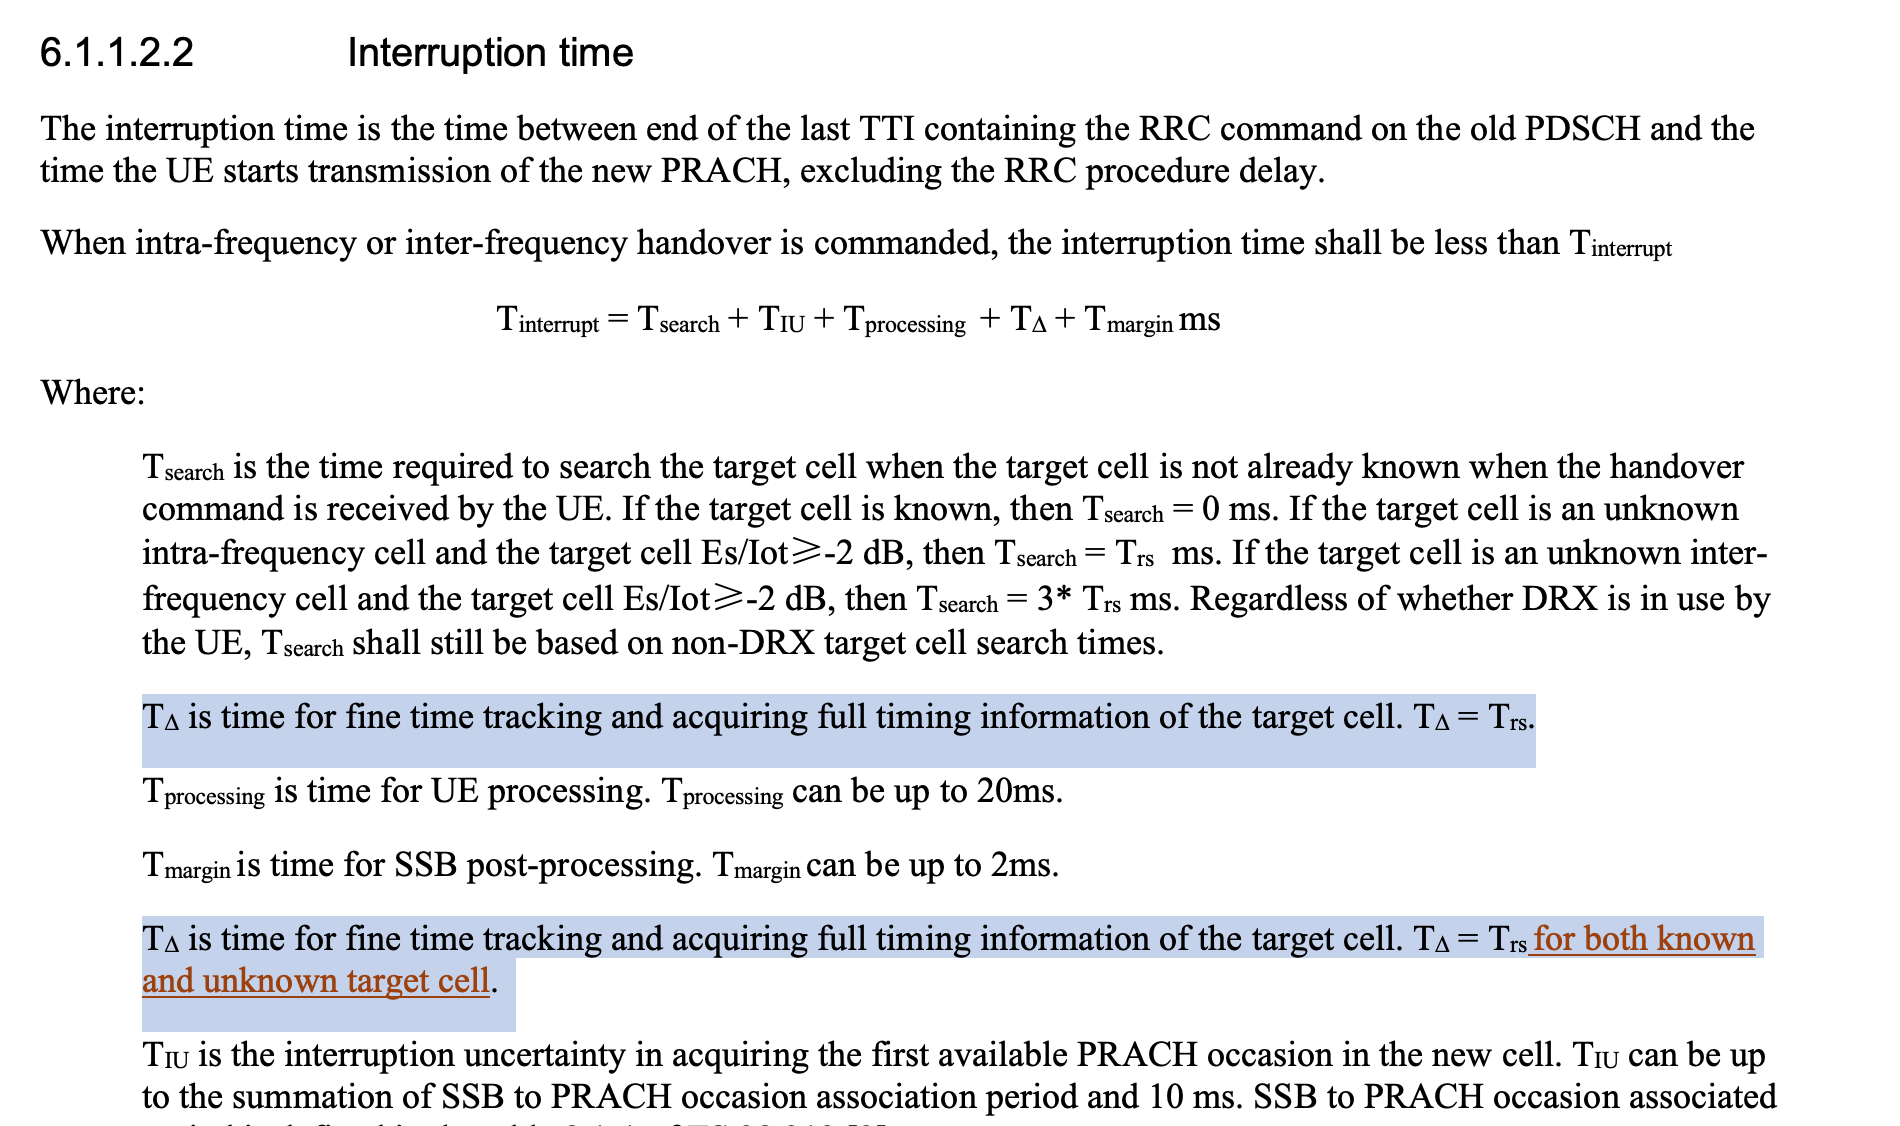 6.1.1.2.2 Interruption time
The interruption time is the time between end of the last TTI containing the RRC command on the old PDSCH and the
time the UE starts transmission of the new PRACH, excluding the RRC procedure delay.
When intra-frequency or inter-frequency handover is commanded, the interruption time shall be less than Tinterrupt
Tinterrupt = Tsearch + TIU + Tprocessing + TΔ + Tmargin ms
Where:
Tsearch is the time required to search the target cell when the target cell is not already known when the handover
command is received by the UE. If the target cell is known, then Tsearch = 0 ms. If the target cell is an unknown
intra-frequency cell and the target cell Es/Iot≥-2 dB, then Tsearch = Trs ms. If the target cell is an unknown inter-
frequency cell and the target cell Es/Iot≥-2 dB, then Tsearch = 3* Trs ms. Regardless of whether DRX is in use by
the UE, Tsearch shall still be based on non-DRX target cell search times.
TΔ is time for fine time tracking and acquiring full timing information of the target cell. TΔ = Trs.
Tprocessing is time for UE processing. Tprocessing can be up to 20ms.
Tmargin is time for SSB post-processing. Tmargin can be up to 2ms.
TΔ is time for fine time tracking and acquiring full timing information of the target cell. TΔ = Trs for both known
and unknown target cell.
TIU is the interruption uncertainty in acquiring the first available PRACH occasion in the new cell. TIU can be up
to the summation of SSB to PRACH occasion association period and 10 ms. SSB to PRACH occasion associated